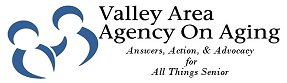 Valley Area
Agency On Aging
Answers, Action, & Advocacy
for
All Things Senior